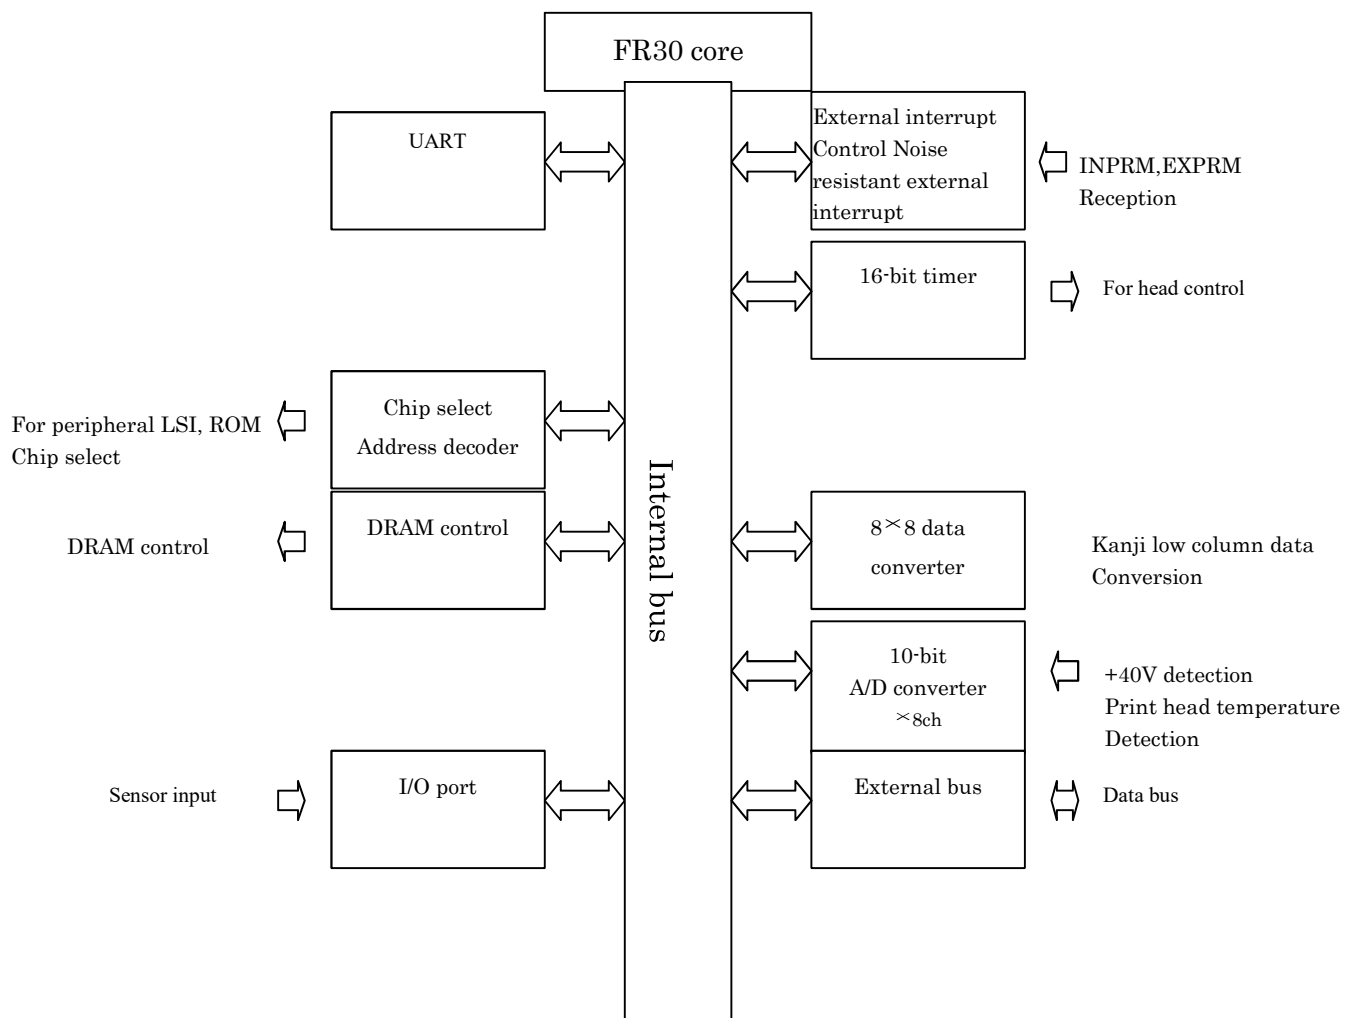 FR30 core
UART
External interrupt
Control Noise
resistant external
interrupt
INPRM,EXPRM
Reception
16-bit timer
For head control
For peripheral LSI, ROM
Chip select
Chip select
Address decoder
Internal bus
DRAM control
DRAM control
8×8 data
converter
Kanji low column data
Conversion
10-bit
A/D converter
×8ch
+40V detection
Print head temperature
Detection
Sensor input
I/O port
External bus
Data bus